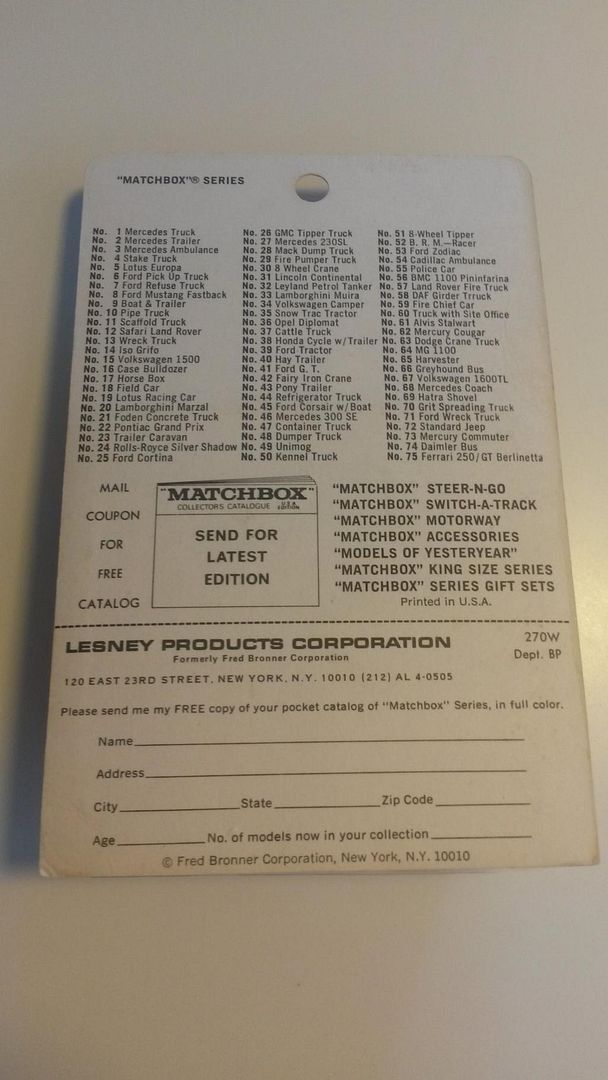 "MATCHBOX"® SERIES
No. 1 Mercedes Truck
No. 2 Mercedes Trailer
No. 3 Mercedes Ambulance
No. 4 Stake Truck
No. 5 Lotus Europa
No. 6 Ford Pick Up Truck
No. 7 Ford Refuse Truck
No. 8 Ford Mustang Fastback
No. 9 Boat & Trailer
No. 10 Pipe Truck
No. 11 Scaffold Truck
No. 12 Safari Land Rover
No. 13 Wreck Truck
No. 14 Iso Grifo
No. 15 Volkswagen 1500
No. 16 Case Bulldozer
No. 17 Horse Box
No. 18 Field Car
No. 19 Lotus Racing Car
No. 20 Lamborghini Marzal
No. 21 Foden Concrete Truck
No. 22 Pontiac Grand Prix
No. 23 Trailer Caravan
No. 24 Rolls-Royce Silver Shadow
No. 25 Ford Cortina
No. 26 GMC Tipper Truck
No. 27 Mercedes 230SL
No. 28 Mack Dump Truck
No. 29 Fire Pumper Truck
No. 30 8 Wheel Crane
No. 31 Lincoln Continental
No. 32 Leyland Petrol Tanker
No. 33 Lamborghini Muira
No. 34 Volkswagen Camper
No. 35 Snow Trac Tractor
No. 36 Opel Diplomat
No. 37 Cattle Truck
No. 38 Honda Cycle w/Trailer
No. 39 Ford Tractor
No. 40 Hay Trailer
No. 41 Ford G. T.
No. 42 Fairy Iron Crane
No. 43 Pony Trailer
No. 44 Refrigerator Truck
No. 45 Ford Corsair w/Boat
No. 46 Mercedes 300 SE
No. 47 Container Truck
No. 48 Dumper Truck
No. 49 Unimog
No. 50 Kennel Truck
No. 51 8-Wheel Tipper
No. 52 B. R. M.—Racer
No. 53 Ford Zodiac
No. 54 Cadillac Ambulance
No. 55 Police Car
No. 56 BMC 1100 Pininfarina
No. 57 Land Rover Fire Truck
No. 58 DAF Girder Trruck
No. 59 Fire Chief Car
No. 60 Truck with Site Office
No. 61 Alvis Stalwart
No. 62 Mercury Cougar
No. 63 Dodge Crane Truck
No. 64 MG 1100
No. 65 Harvester
No. 66 Greyhound Bus
No. 67 Volkswagen 1600TL
No. 68 Mercedes Coach
No. 69 Hatra Shovel
No. 70 Grit Spreading Truck
No. 71 Ford Wreck Truck
No. 72 Standard Jeep
No. 73 Mercury Commuter
No. 74 Daimler Bus
No. 75 Ferrari 250/GT Berlinetta
MAIL
COUPON
FOR
FREE
CATALOG
"MATCHBOX"
COLLECTORS CATALOGUE U.S.A. EDITION
SEND FOR
LATEST
EDITION
"MATCHBOX" STEER-N-GO
"MATCHBOX" SWITCH-A-TRACK
"MATCHBOX" MOTORWAY
"MATCHBOX" ACCESSORIES
"MODELS OF YESTERYEAR"
"MATCHBOX" KING SIZE SERIES
"MATCHBOX" SERIES GIFT SETS
Printed in U.S.A.
LESNEY PRODUCTS CORPORATION
Formerly Fred Bronner Corporation
270W
Dept. BP
120 EAST 23RD STREET, NEW YORK, N.Y. 10010 (212) AL 4-0505
Please send me my FREE copy of your pocket catalog of "Matchbox" Series, in full color.
Name
Address
City State Zip Code
Age No. of models now in your collection
© Fred Bronner Corporation, New York, N.Y. 10010